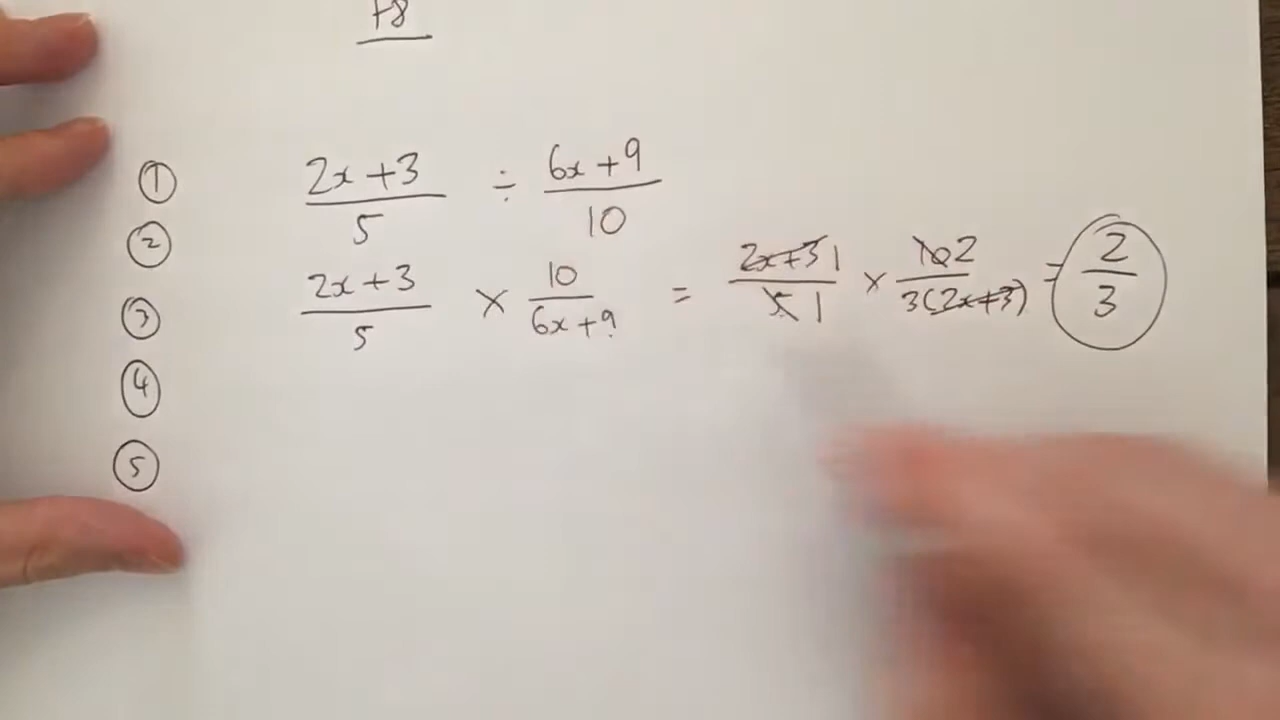 +8
① 2x+3/5 ÷ 6x+9/10
② 2x+3/5 × 10/6x+9 = 2x+3 1/5 1 × 10 2/3(2x+3) = 2/3
③
④
⑤